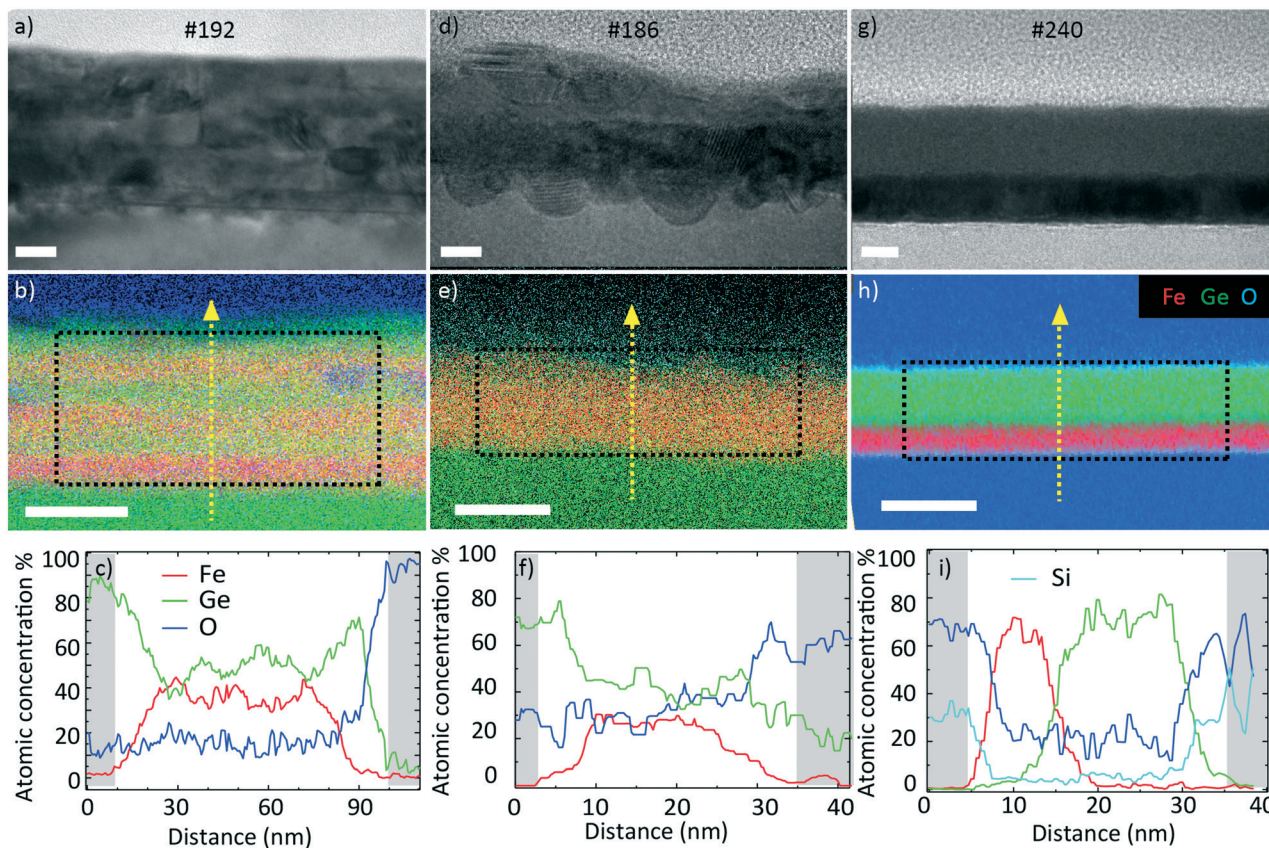 a) #192
d) #186
g) #240
b)
e)
h) Fe Ge O
Atomic concentration %
100
80
60
40
20
0
c)
Fe
Ge
O
0 30 60 90
Distance (nm)
Atomic concentration %
100
80
60
40
20
0
f)
0 10 20 30 40
Distance (nm)
Atomic concentration %
100
80
60
40
20
0
i)
Si
0 10 20 30 40
Distance (nm)